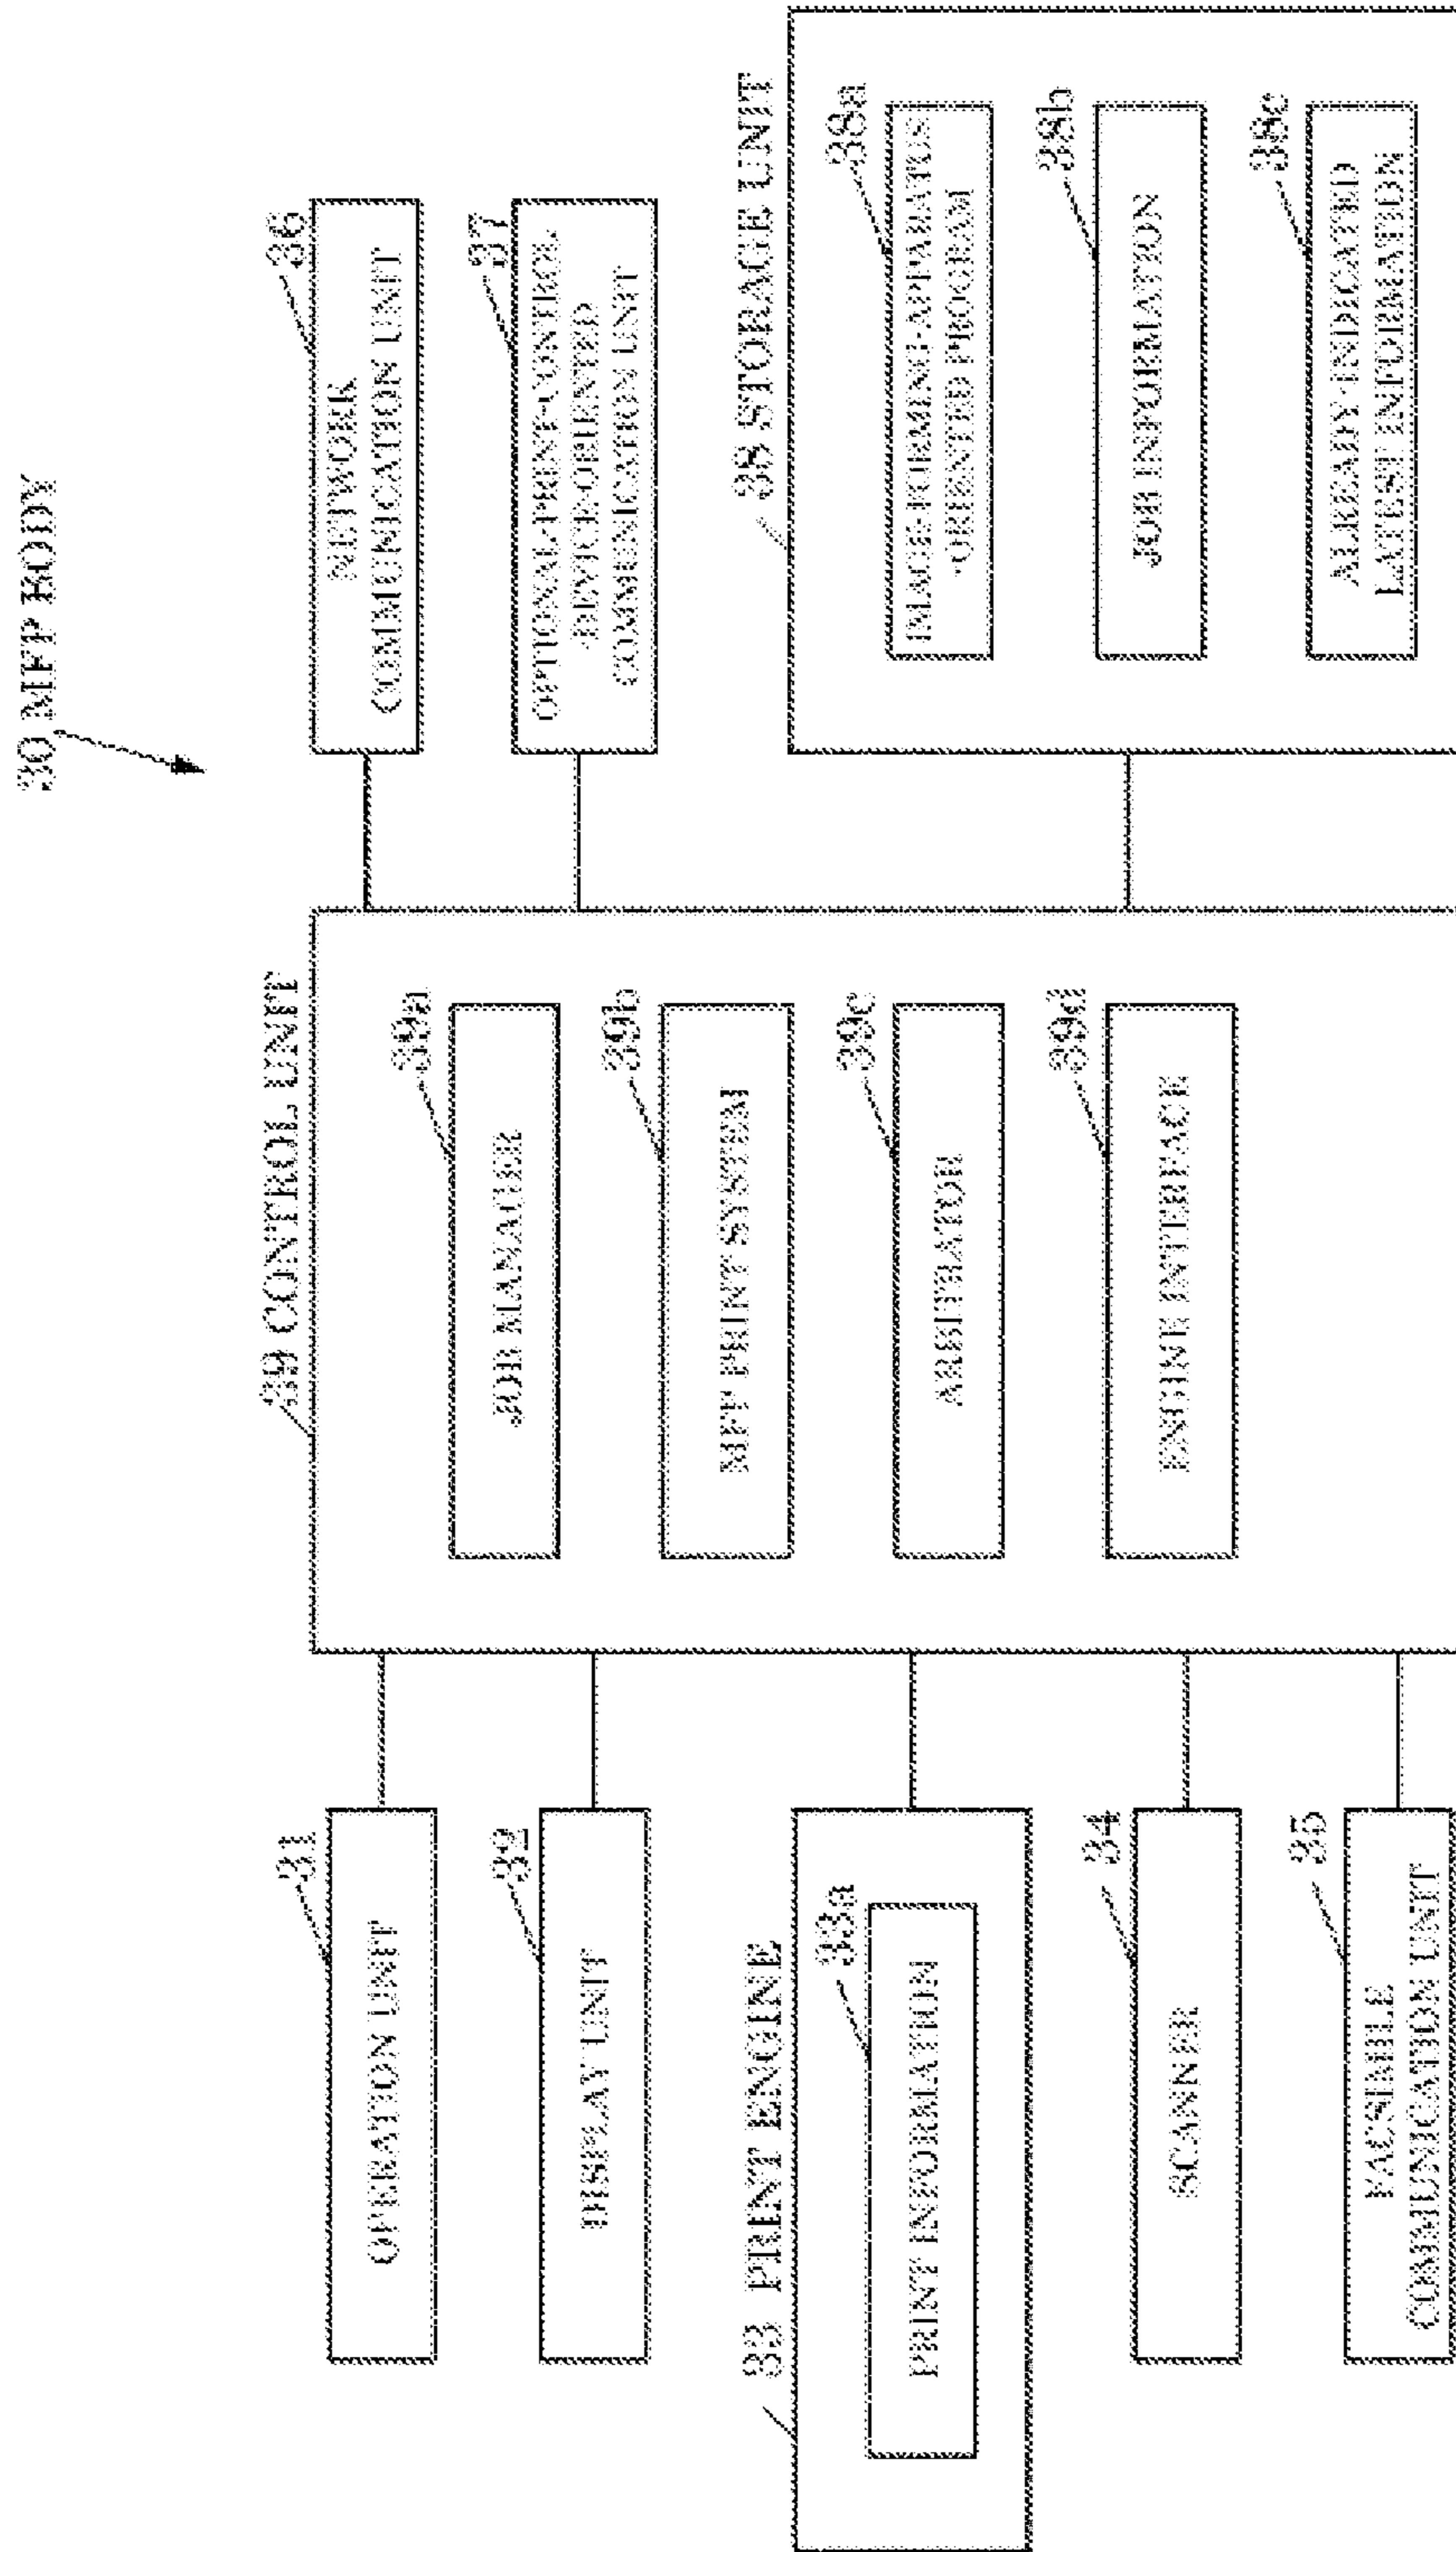 30 MFP BODY
31
OPERATION UNIT
32
DISPLAY UNIT
33 PRINT ENGINE
33a
PRINT INFORMATION
34
SCANNER
35
FACSIMILE
COMMUNICATION UNIT
39 CONTROL UNIT
39a
JOB MANAGER
39b
MFP PRINT SYSTEM
39c
ARBITRATOR
39d
ENGINE INTERFACE
36
NETWORK
COMMUNICATION UNIT
37
OPTIONAL-PRINT-CONTROL
-DEVICE-ORIENTED
COMMUNICATION UNIT
38 STORAGE UNIT
38a
IMAGE-FORMING-APPARATUS
-ORIENTED PROGRAM
38b
JOB INFORMATION
38c
ALREADY-INDICATED
LATEST INFORMATION